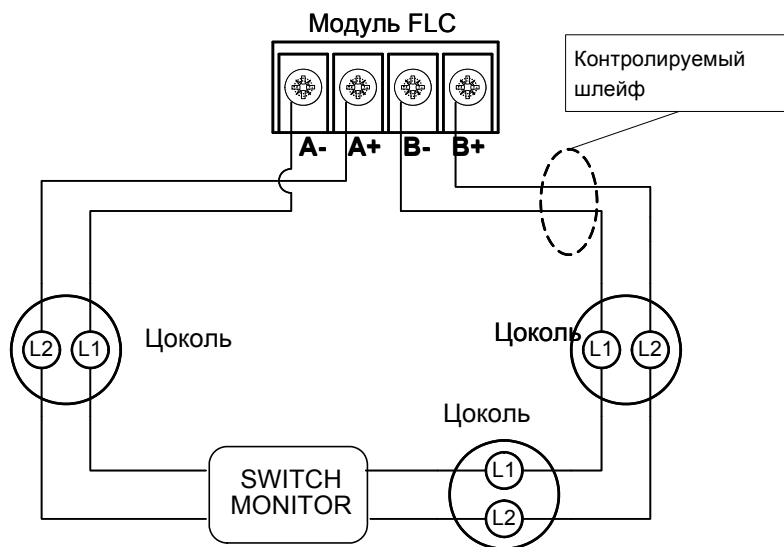 Модуль FLC
Контролируемый
шлейф
A- A+ B- B+
Цоколь
Цоколь
L2 L1
L1 L2
Цоколь
SWITCH
MONITOR
L1
L2